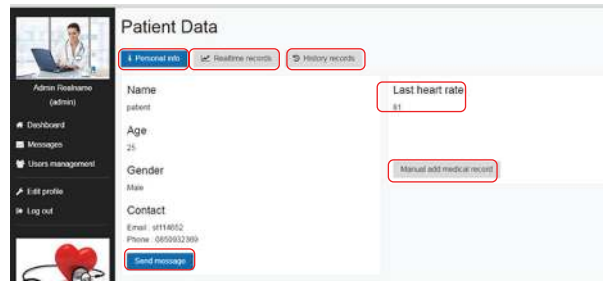 Patient Data
Personal info
Realtime records
History records
Admin Realname
(admin)
Dashboard
Messages
Users management
Edit profile
Log out
Name
patient
Age
25
Gender
Male
Contact
Email : st114652
Phone : 0850932369
Send message
Last heart rate
81
Manual add medical record